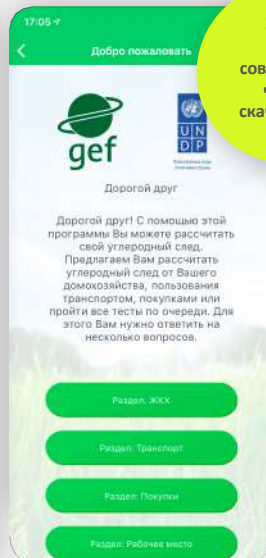 17:05
Добро пожаловать
gef
U N
D P
Дорогой друг
Дорогой друг! С помощью этой
программы Вы можете рассчитать
свой углеродный след.
Предлагаем Вам рассчитать
углеродный след от Вашего
домохозяйства, пользования
транспортом, покупками или
пройти все тесты по очереди. Для
этого Вам нужно ответить на
несколько вопросов.
Раздел: ЖКХ
Раздел: Транспорт
Раздел: Покупки
Раздел: Рабочее место